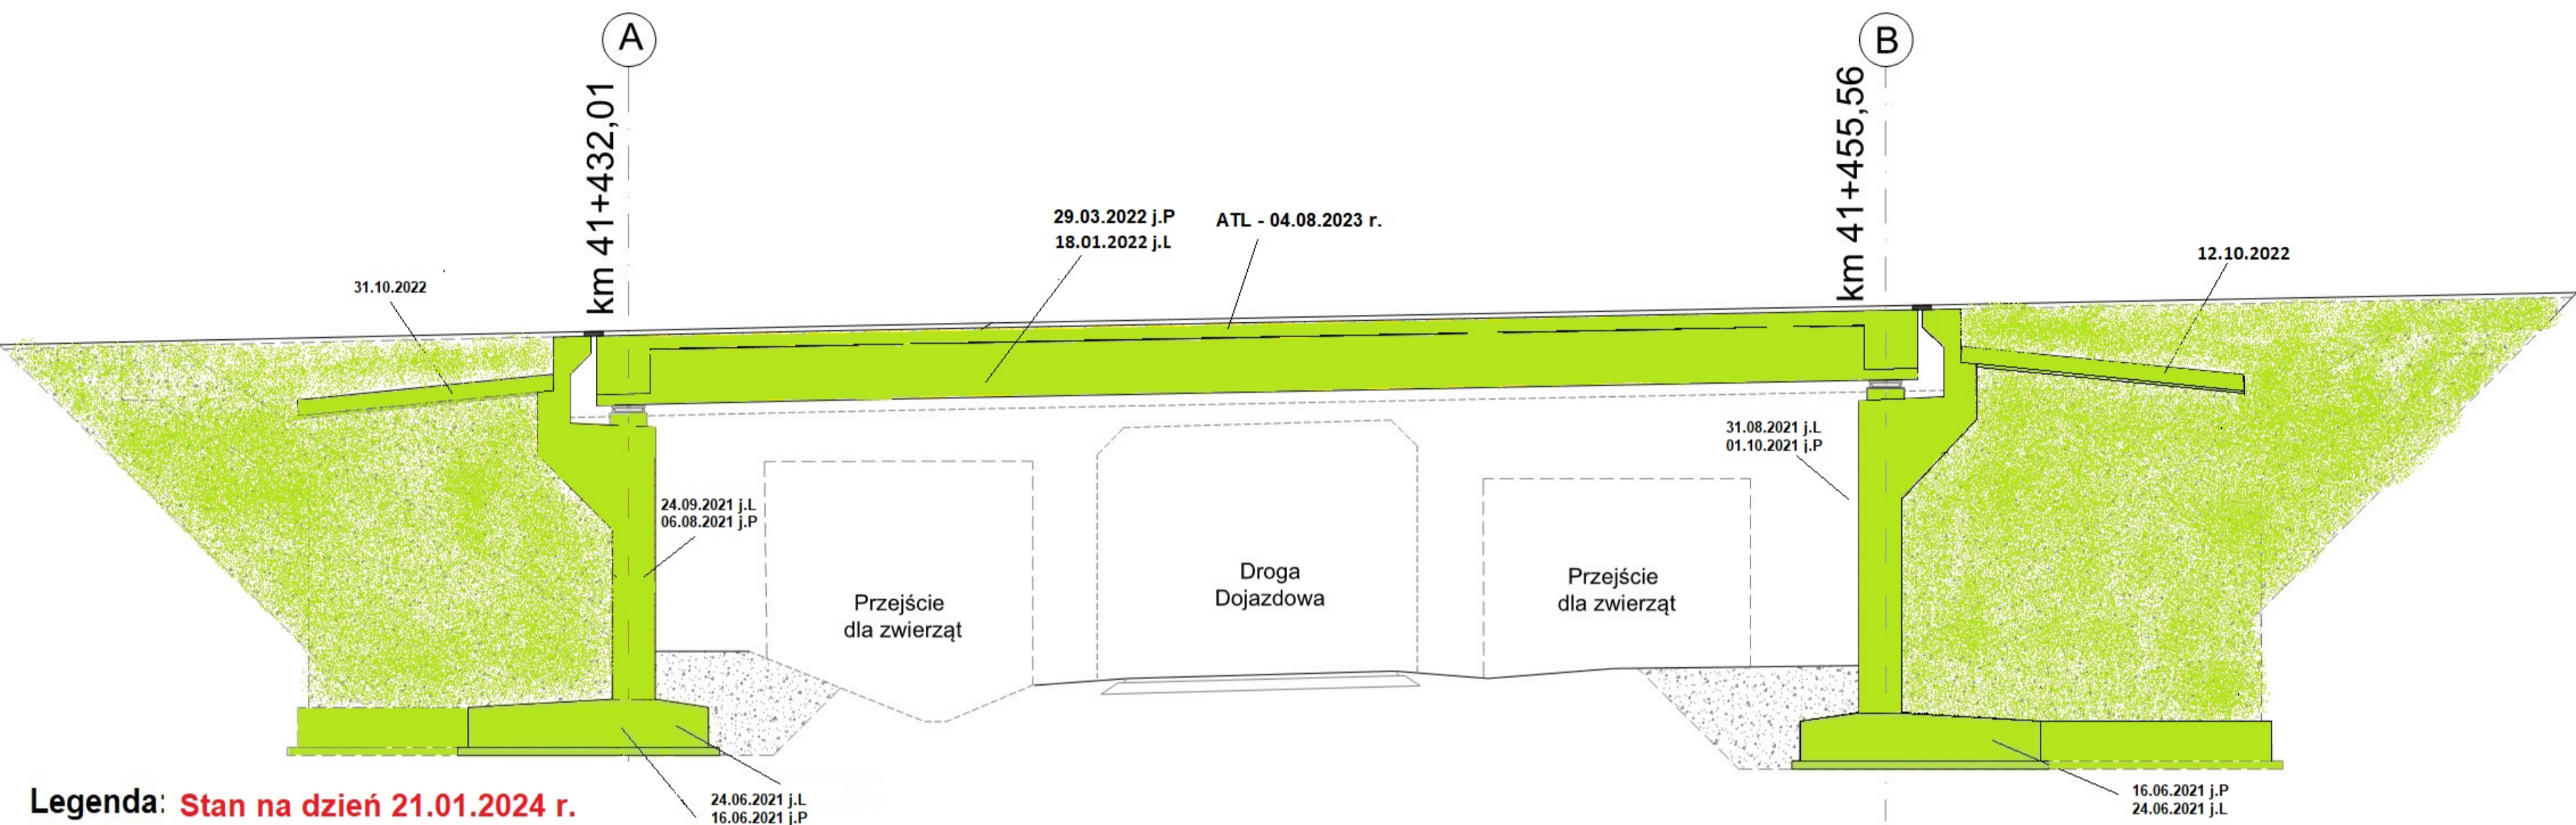 A
B
km 41+432,01
km 41+455,56
29.03.2022 j.P
18.01.2022 j.L
ATL - 04.08.2023 r.
12.10.2022
31.10.2022
31.08.2021 j.L
01.10.2021 j.P
24.09.2021 j.L
06.08.2021 j.P
Przejście
dla zwierząt
Droga
Dojazdowa
Przejście
dla zwierząt
24.06.2021 j.L
16.06.2021 j.P
16.06.2021 j.P
24.06.2021 j.L
Legenda: Stan na dzień 21.01.2024 r.